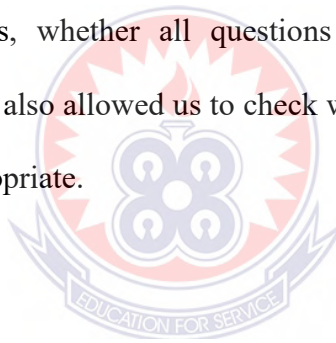 s, whether all questions
also allowed us to check w
opriate.
EDUCATION FOR SERVICE